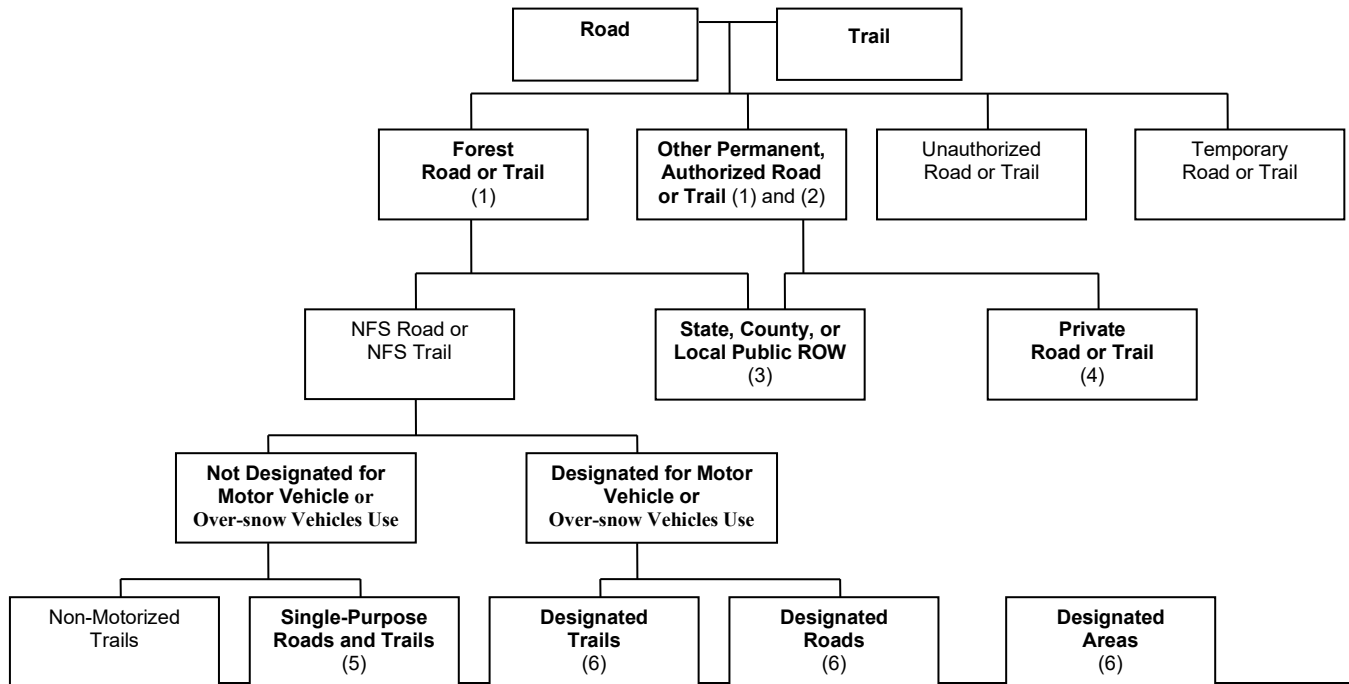 Road
Trail
Forest
Road or Trail
(1)
Other Permanent,
Authorized Road
or Trail (1) and (2)
Unauthorized
Road or Trail
Temporary
Road or Trail
NFS Road or
NFS Trail
State, County, or
Local Public ROW
(3)
Private
Road or Trail
(4)
Not Designated for
Motor Vehicle or
Over-snow Vehicles Use
Designated for Motor
Vehicle or
Over-snow Vehicles Use
Non-Motorized
Trails
Single-Purpose
Roads and Trails
(5)
Designated
Trails
(6)
Designated
Roads
(6)
Designated
Areas
(6)